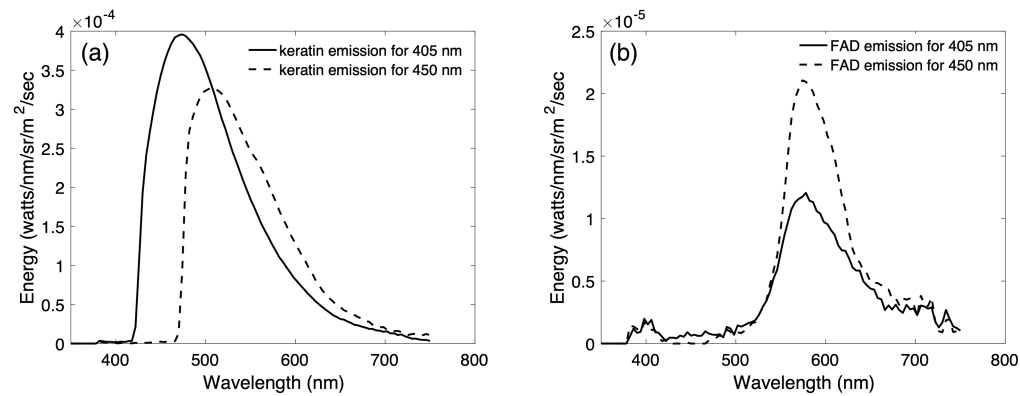 ×10-4
(a)
keratin emission for 405 nm
keratin emission for 450 nm
4
3.5
3
2.5
2
1.5
1
0.5
0
400
500
600
700
800
Energy (watts/nm/sr/m 2/sec
Wavelength (nm)
×10-5
(b)
FAD emission for 405 nm
FAD emission for 450 nm
2.5
2
1.5
1
0.5
0
400
500
600
700
800
Energy (watts/nm/sr/m 2/sec
Wavelength (nm)